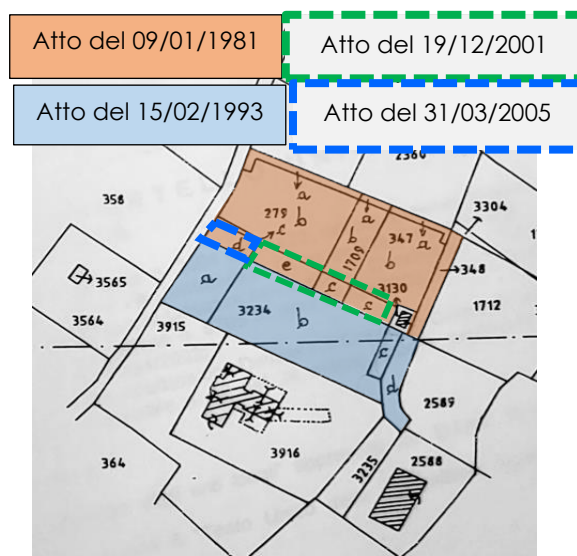 Atto del 09/01/1981
Atto del 19/12/2001
Atto del 15/02/1993
Atto del 31/03/2005
2360
358
3304
a
a
279
c
b
b
1709
347
a
b
d
348
3565
e
c
3130
a
c
1712
3564
3915
3234
b
a
d
2589
3916
364
3235
2588